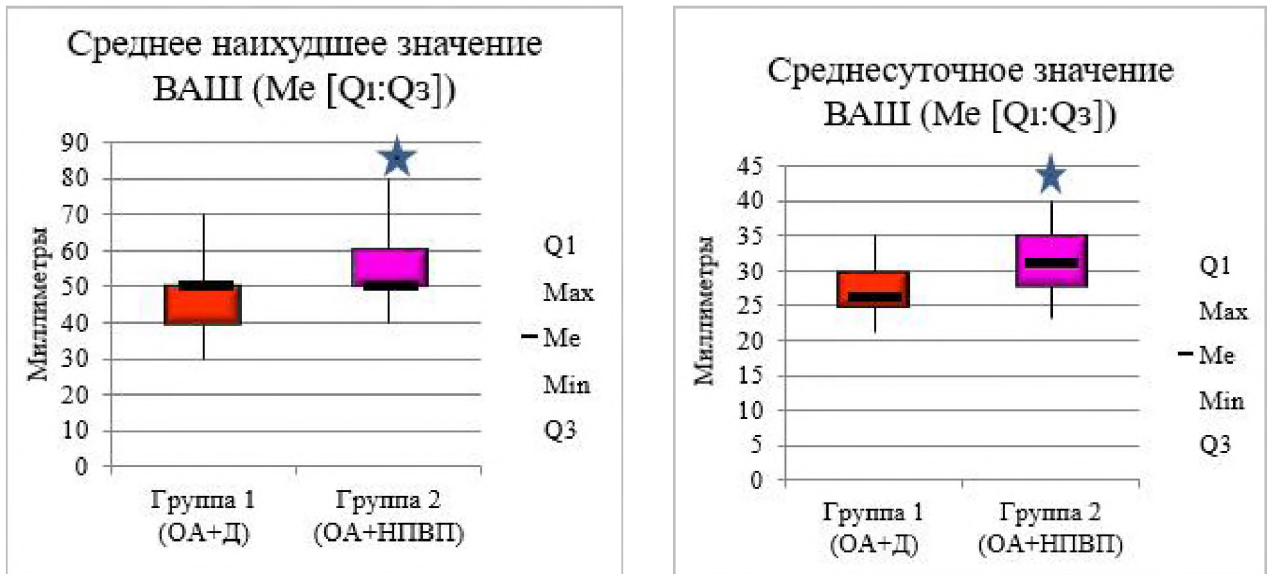 Среднее наихудшее значение
ВАШ (Me [Q1:Q3])
90
80
70
60
50
40
30
20
10
0
Миллиметры
Группа 1
(ОА+Д)
Группа 2
(ОА+НПВП)
Q1
Max
Me
Min
Q3
Среднесуточное значение
ВАШ (Me [Q1:Q3])
45
40
35
30
25
20
15
10
5
0
Миллиметры
Группа 1
(ОА+Д)
Группа 2
(ОА+НПВП)
Q1
Max
Me
Min
Q3